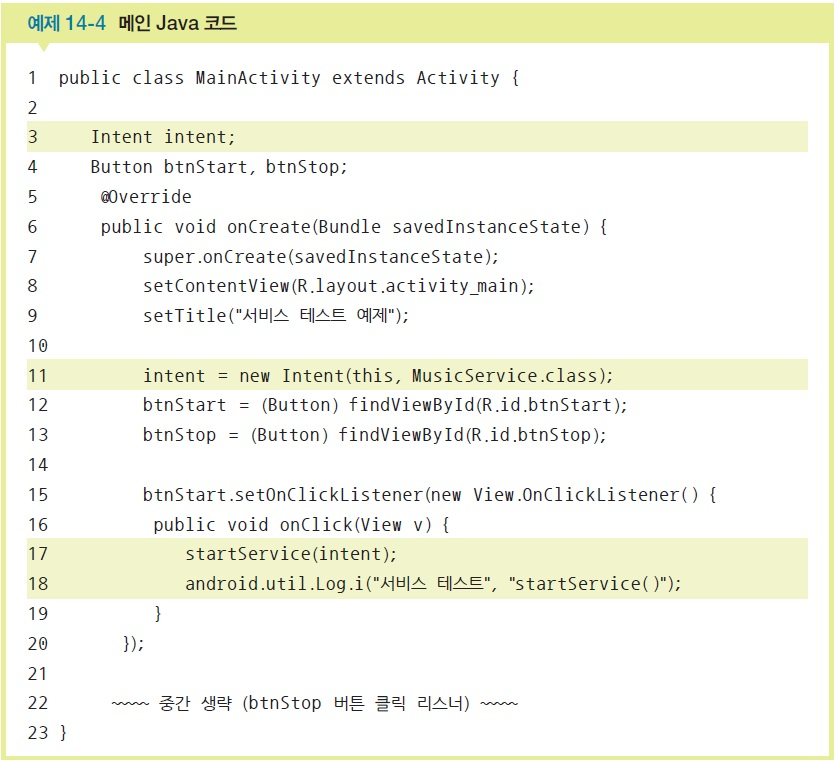 예제 14-4 메인 Java 코드
1 public class MainActivity extends Activity {
2
3 Intent intent;
4 Button btnStart, btnStop;
5 @Override
6 public void onCreate(Bundle savedInstanceState) {
7 super.onCreate(savedInstanceState);
8 setContentView(R.layout.activity_main);
9 setTitle("서비스 테스트 예제");
10
11 intent = new Intent(this, MusicService.class);
12 btnStart = (Button) findViewById(R.id.btnStart);
13 btnStop = (Button) findViewById(R.id.btnStop);
14
15 btnStart.setOnClickListener(new View.OnClickListener() {
16 public void onClick(View v) {
17 startService(intent);
18 android.util.Log.i("서비스 테스트", "startService()");
19 }
20 });
21
22 ~~~~ 중간 생략 (btnStop 버튼 클릭 리스너) ~~~~
23 }